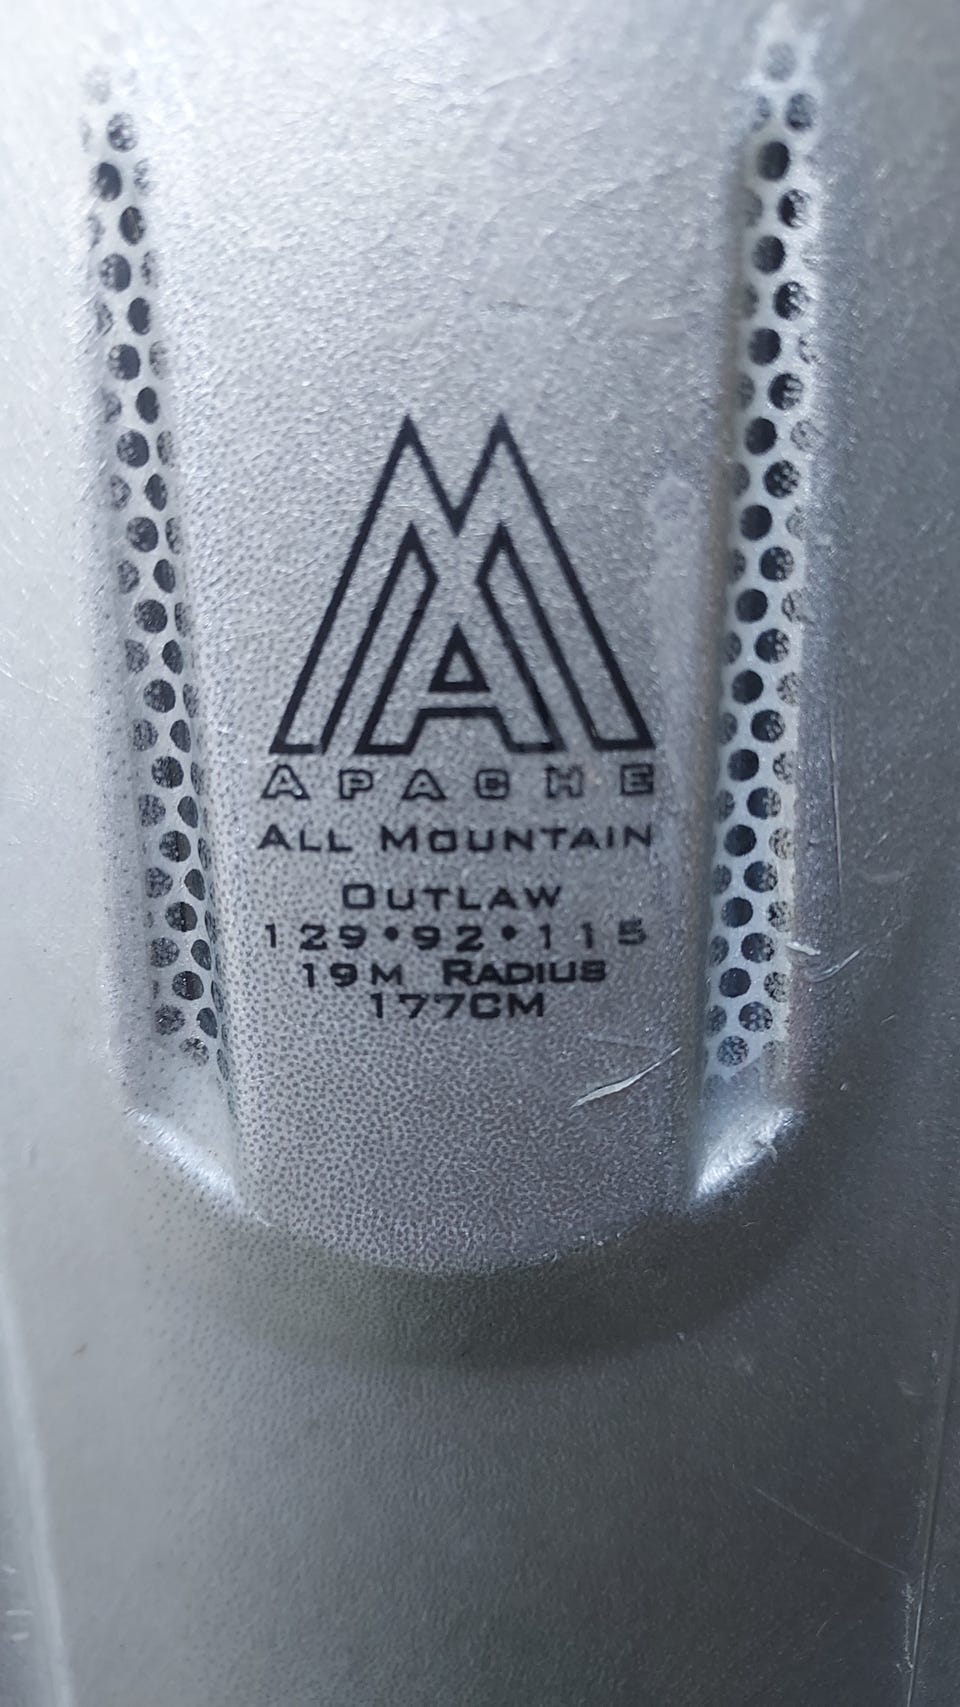 APACHE
ALL MOUNTAIN
OUTLAW
129•92•115
19M RADIUS
177CM